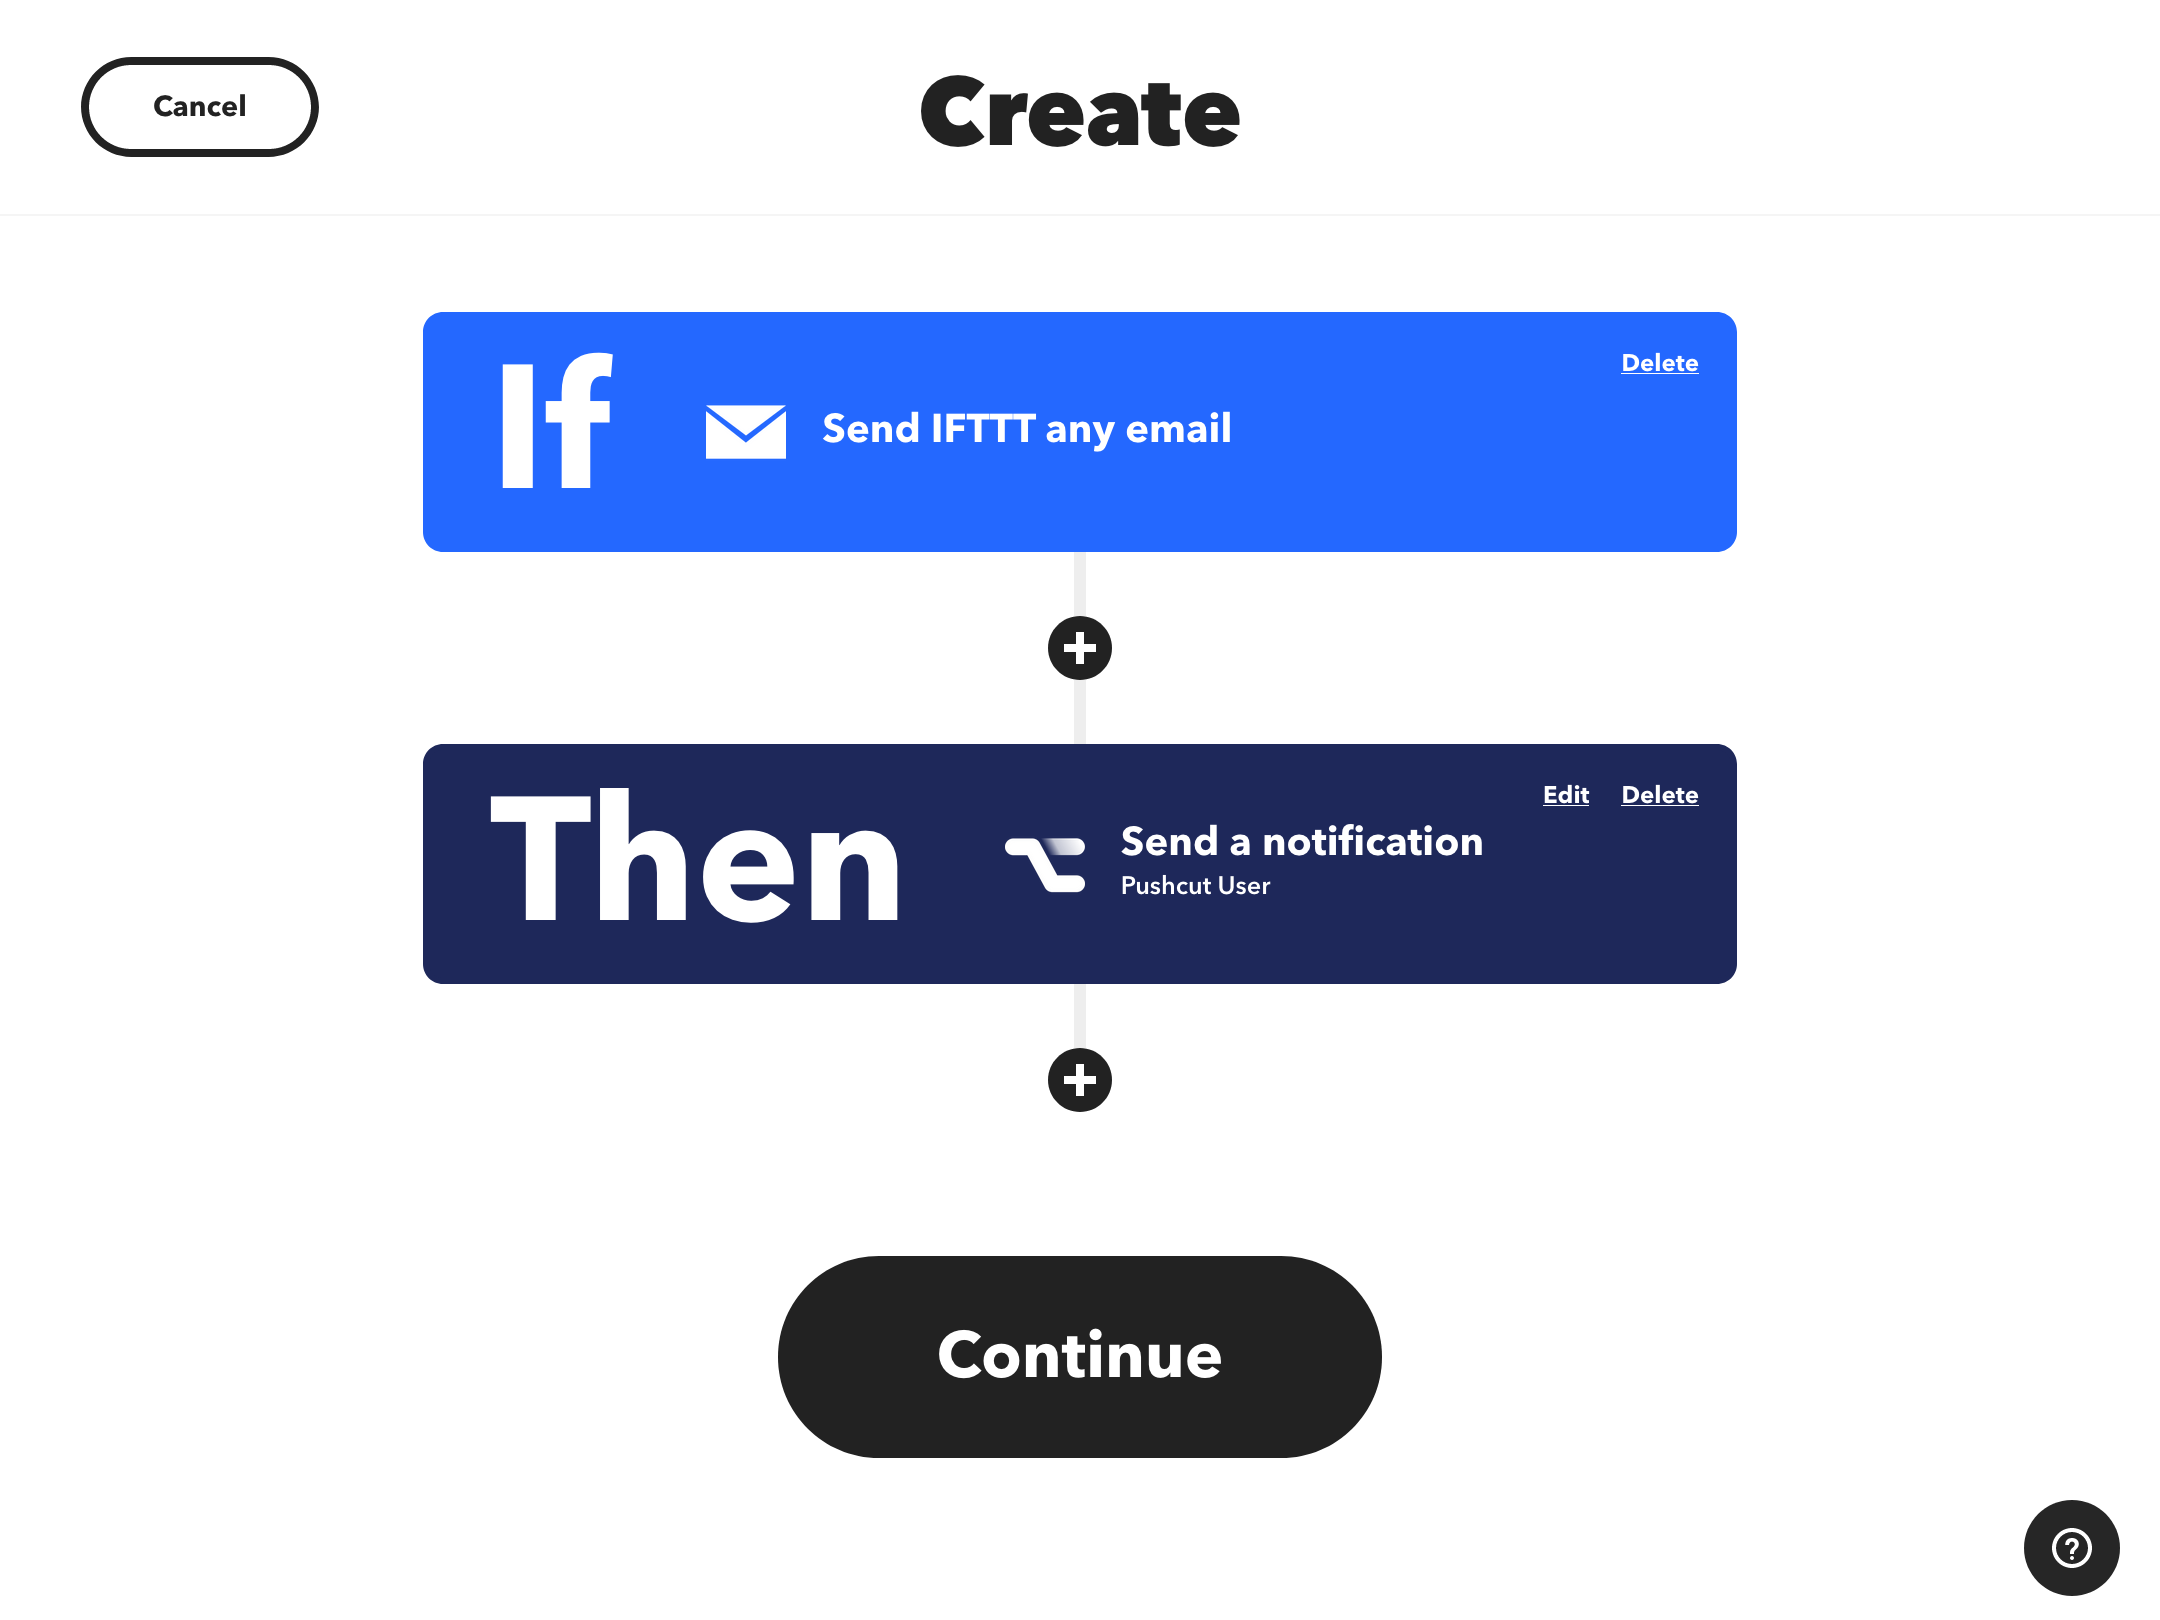 Cancel
Create
If
Send IFTTT any email
Delete
Then
Send a notification
Pushcut User
Edit
Delete
Continue